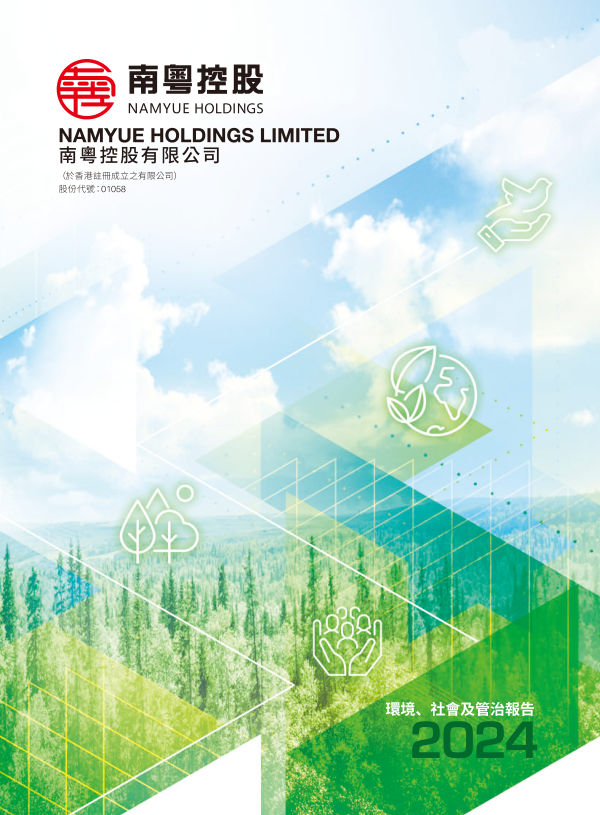 南粤控股
NAMYUE HOLDINGS
NAMYUE HOLDINGS LIMITED
南粤控股有限公司
（於香港註冊成立之有限公司）
股份代號：01058
環境、社會及管治報告
2024